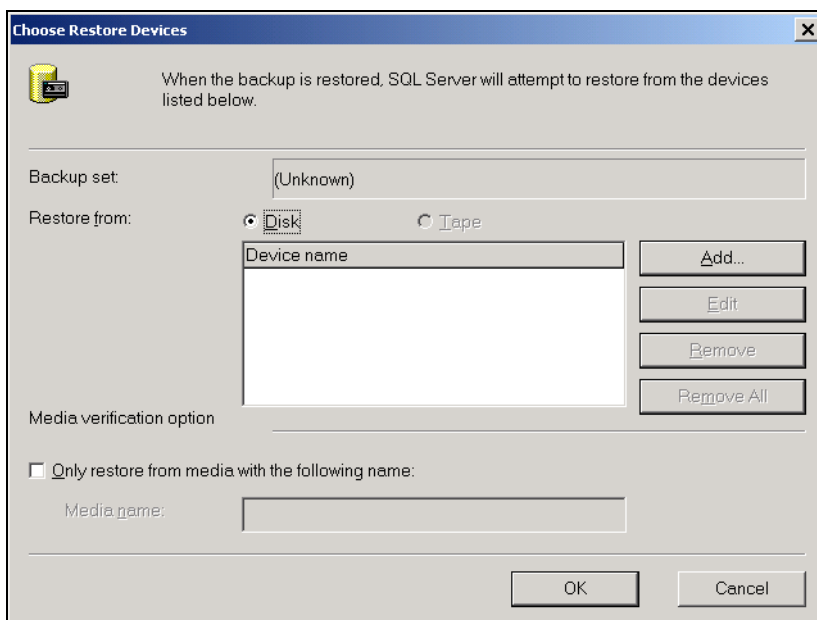 Choose Restore Devices
When the backup is restored, SQL Server will attempt to restore from the devices
listed below.
Backup set:
(Unknown)
Restore from:
Disk
Tape
Device name
Add...
Edit
Remove
Remove All
Media verification option
Only restore from media with the following name:
Media name:
OK
Cancel